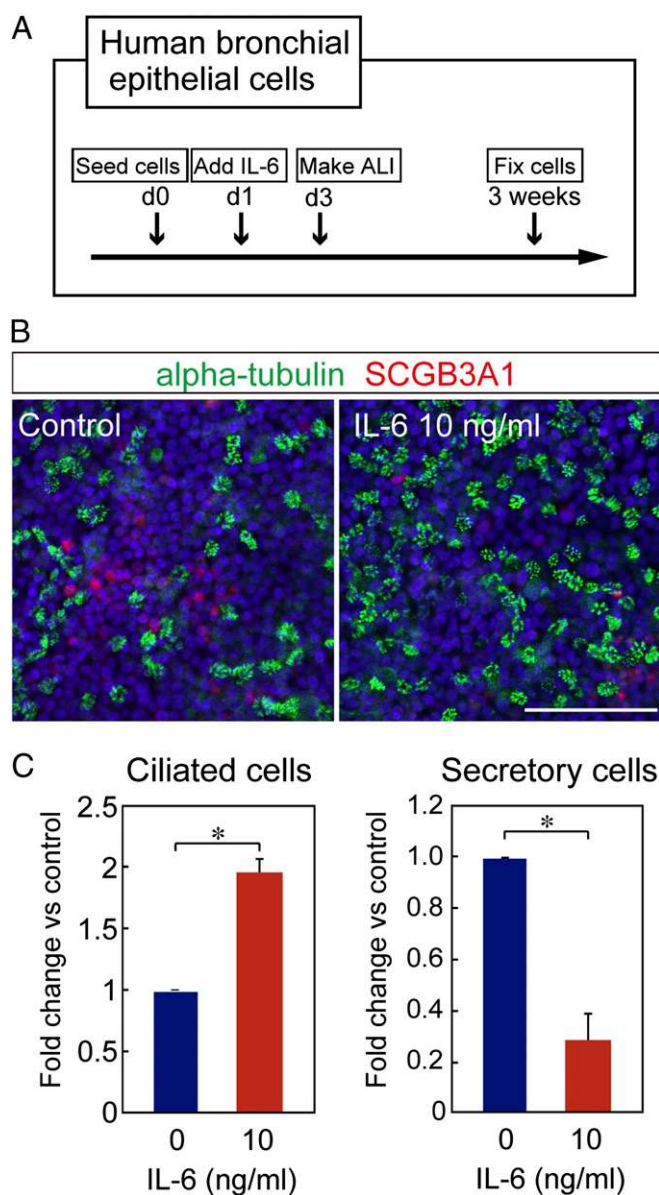 A
Human bronchial
epithelial cells
Seed cells Add IL-6 Make ALI Fix cells
d0 d1 d3 3 weeks
B
alpha-tubulin SCGB3A1
Control IL-6 10 ng/ml
C
Ciliated cells Secretory cells
Fold change vs control
2.5
2
1.5
1
0.5
0
*
0 10
IL-6 (ng/ml)
Fold change vs control
1.2
1.0
0.8
0.6
0.4
0.2
0
*
0 10
IL-6 (ng/ml)